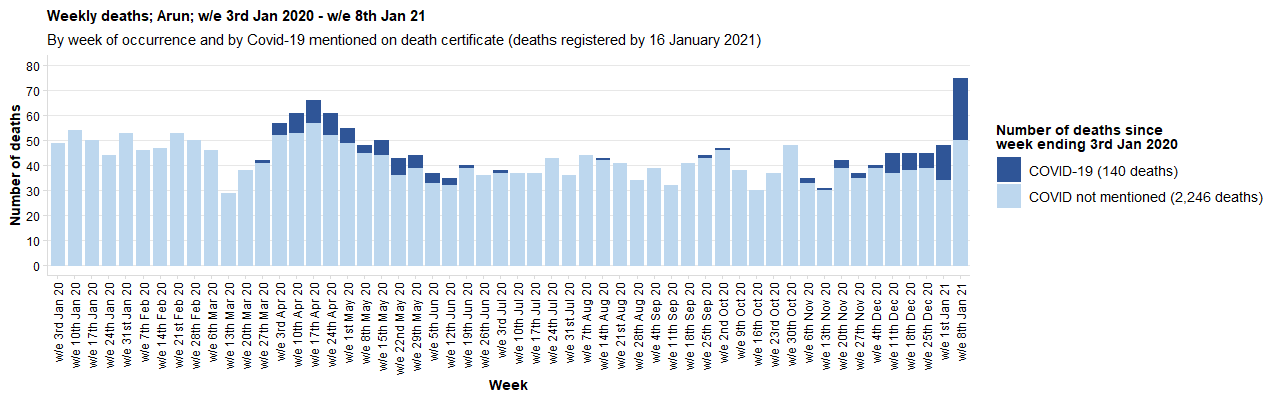 Weekly deaths; Arun; w/e 3rd Jan 2020 - w/e 8th Jan 21
By week of occurrence and by Covid-19 mentioned on death certificate (deaths registered by 16 January 2021)
Number of deaths
80
70
60
50
40
30
20
10
0
w/e 3rd Jan 20
w/e 10th Jan 20
w/e 17th Jan 20
w/e 24th Jan 20
w/e 31st Jan 20
w/e 7th Feb 20
w/e 14th Feb 20
w/e 21st Feb 20
w/e 28th Feb 20
w/e 6th Mar 20
w/e 13th Mar 20
w/e 20th Mar 20
w/e 27th Mar 20
w/e 3rd Apr 20
w/e 10th Apr 20
w/e 17th Apr 20
w/e 24th Apr 20
w/e 1st May 20
w/e 8th May 20
w/e 15th May 20
w/e 22nd May 20
w/e 29th May 20
w/e 5th Jun 20
w/e 12th Jun 20
w/e 19th Jun 20
w/e 26th Jun 20
w/e 3rd Jul 20
w/e 10th Jul 20
w/e 17th Jul 20
w/e 24th Jul 20
w/e 31st Jul 20
w/e 7th Aug 20
w/e 14th Aug 20
w/e 21st Aug 20
w/e 28th Aug 20
w/e 4th Sep 20
w/e 11th Sep 20
w/e 18th Sep 20
w/e 25th Sep 20
w/e 2nd Oct 20
w/e 9th Oct 20
w/e 16th Oct 20
w/e 23rd Oct 20
w/e 30th Oct 20
w/e 6th Nov 20
w/e 13th Nov 20
w/e 20th Nov 20
w/e 27th Nov 20
w/e 4th Dec 20
w/e 11th Dec 20
w/e 18th Dec 20
w/e 25th Dec 20
w/e 1st Jan 21
w/e 8th Jan 21
Week
Number of deaths since
week ending 3rd Jan 2020
COVID-19 (140 deaths)
COVID not mentioned (2,246 deaths)